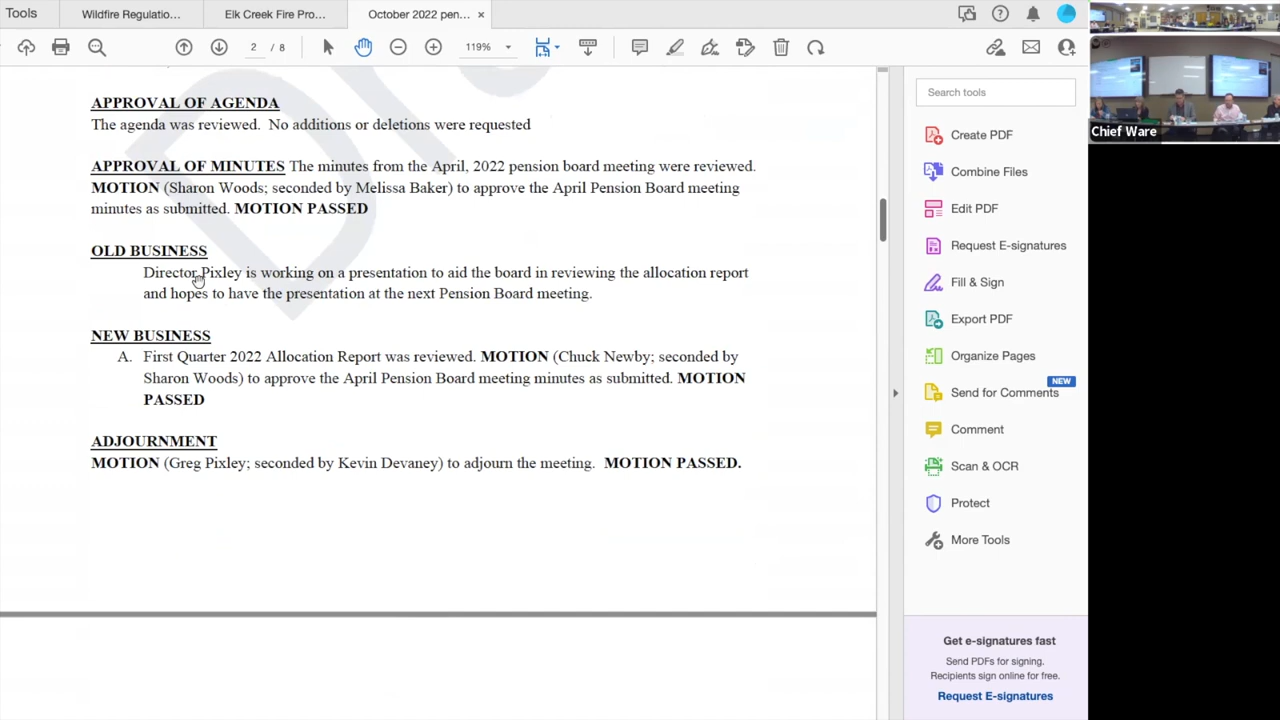 Tools
Wildfire Regulatio...
Elk Creek Fire Pro...
October 2022 pen...
2 / 8
119%
APPROVAL OF AGENDA
The agenda was reviewed. No additions or deletions were requested
APPROVAL OF MINUTES The minutes from the April, 2022 pension board meeting were reviewed.
MOTION (Sharon Woods; seconded by Melissa Baker) to approve the April Pension Board meeting
minutes as submitted. MOTION PASSED
OLD BUSINESS
Director Pixley is working on a presentation to aid the board in reviewing the allocation report
and hopes to have the presentation at the next Pension Board meeting.
NEW BUSINESS
A. First Quarter 2022 Allocation Report was reviewed. MOTION (Chuck Newby; seconded by
Sharon Woods) to approve the April Pension Board meeting minutes as submitted. MOTION
PASSED
ADJOURNMENT
MOTION (Greg Pixley; seconded by Kevin Devaney) to adjourn the meeting. MOTION PASSED.
Search tools
Create PDF
Combine Files
Edit PDF
Request E-signatures
Fill & Sign
Export PDF
Organize Pages
NEW
Send for Comments
Comment
Scan & OCR
Protect
More Tools
Get e-signatures fast
Send PDFs for signing.
Recipients sign online for free.
Request E-signatures
Chief Ware